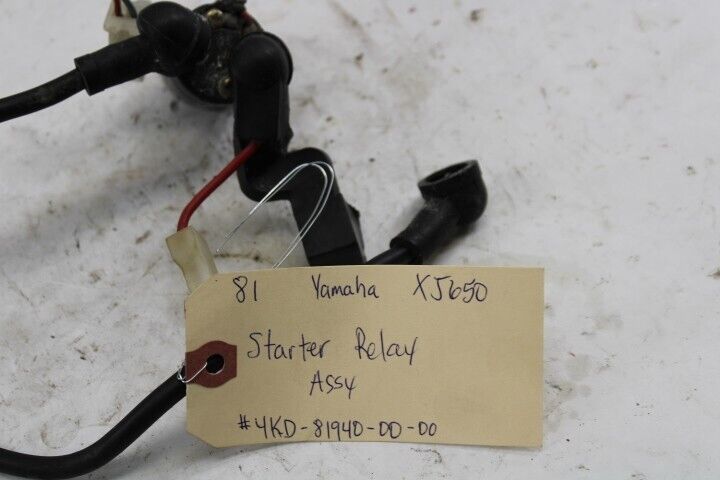 81 Yamaha XJ650
Starter Relay
Assy
#4KD-81940-00-00